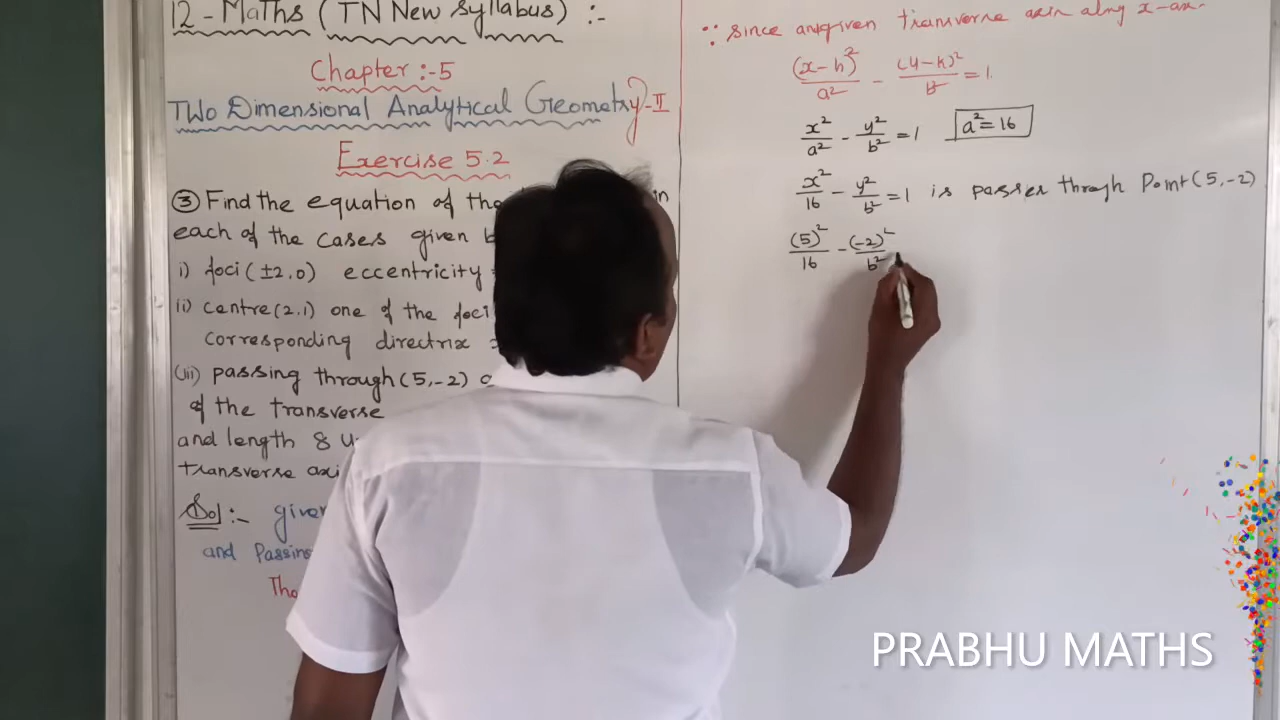 12 - Maths (TN New Syllabus) :-
Chapter :-5
TWO Dimensional Analytical Geometry-II
Exercise 5.2
③ Find the equation of the in
each of the cases given
i) foci (±2,0) eccentricity
ii) centre (2,1) one of the foci
corresponding directrix
(iii) passing through (5,-2)
of the transverse
and length 8
transverse
Sol :- given
and Passing
∵ since given transverse axis along x-
(x-h)²/a² - (y-k)²/b² = 1
x²/a² - y²/b² = 1 a² = 16
x²/16 - y²/b² = 1 is passes through Point (5,-2)
(5)²/16 - (-2)²/b²
PRABHU MATHS